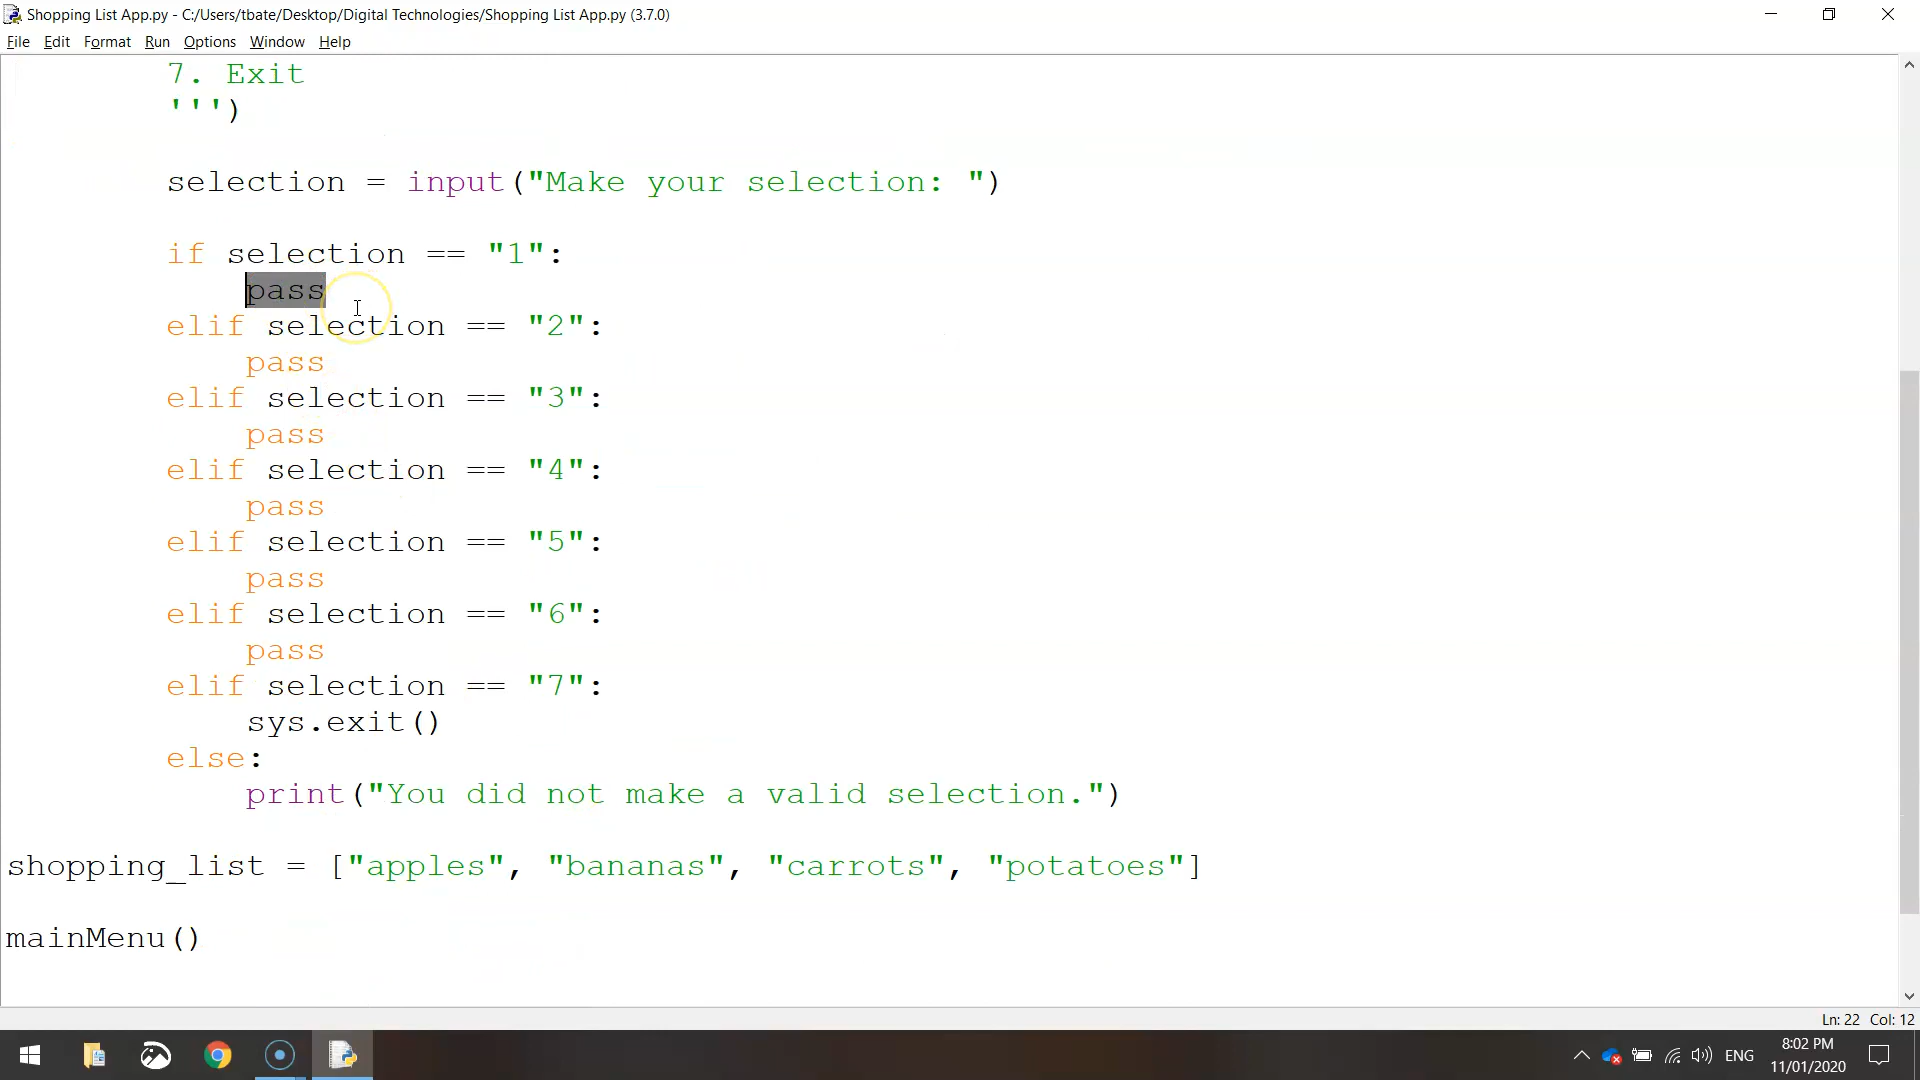 Shopping List App.py - C:/Users/tbate/Desktop/Digital Technologies/Shopping List App.py (3.7.0)
File Edit Format Run Options Window Help
7. Exit
''')
selection = input("Make your selection: ")
if selection == "1":
pass
elif selection == "2":
pass
elif selection == "3":
pass
elif selection == "4":
pass
elif selection == "5":
pass
elif selection == "6":
pass
elif selection == "7":
sys.exit()
else:
print("You did not make a valid selection.")
shopping_list = ["apples", "bananas", "carrots", "potatoes"]
mainMenu()
Ln: 22 Col: 12
ENG
8:02 PM
11/01/2020